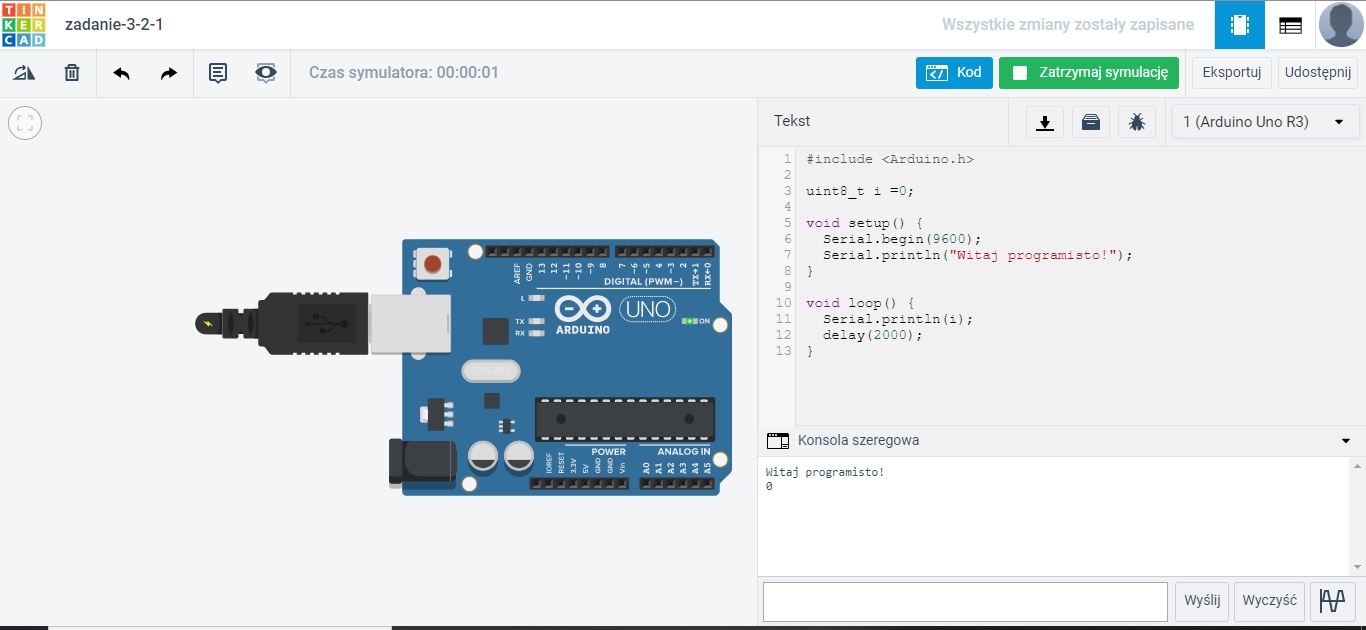 TIN
KER
CAD
zadanie-3-2-1
Wszystkie zmiany zostały zapisane
Czas symulatora: 00:00:01
Kod
Zatrzymaj symulację
Eksportuj
Udostępnij
Tekst
1 (Arduino Uno R3)
1 #include <Arduino.h>
2
3 uint8_t i =0;
4
5 void setup() {
6 Serial.begin(9600);
7 Serial.println("Witaj programisto!");
8 }
9
10 void loop() {
11 Serial.println(i);
12 delay(2000);
13 }
AREF
GND
13
12
~11
~10
~9
8
7
~6
~5
4
~3
2
TX→1
RX←0
DIGITAL (PWM~)
L
TX
RX
UNO
ARDUINO
ON
POWER
ANALOG IN
IOREF
RESET
3.3V
5V
GND
GND
Vin
A0
A1
A2
A3
A4
A5
Konsola szeregowa
Witaj programisto!
0
Wyślij
Wyczyść